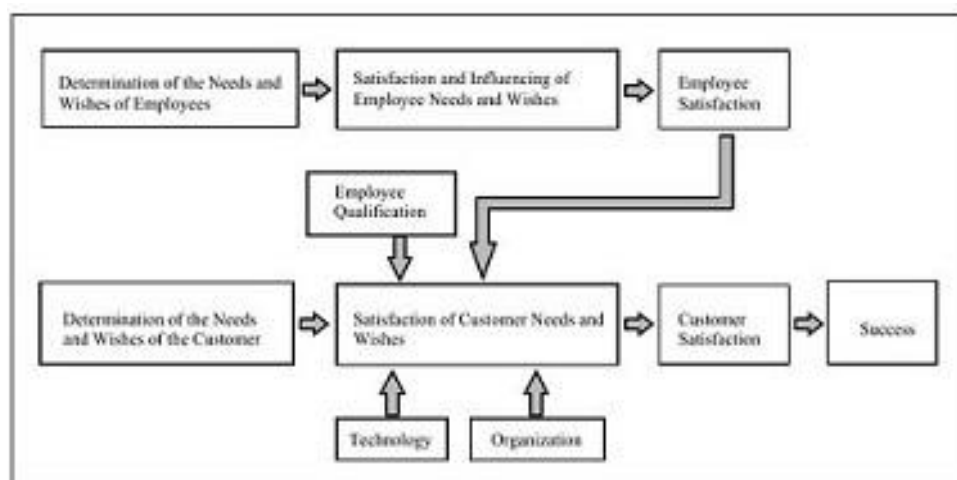 Determination of the Needs and
Wishes of Employees
Satisfaction and Influencing of
Employee Needs and Wishes
Employee
Satisfaction
Employee
Qualification
Determination of the Needs
and Wishes of the Customer
Satisfaction of Customer Needs and
Wishes
Customer
Satisfaction
Success
Technology
Organization